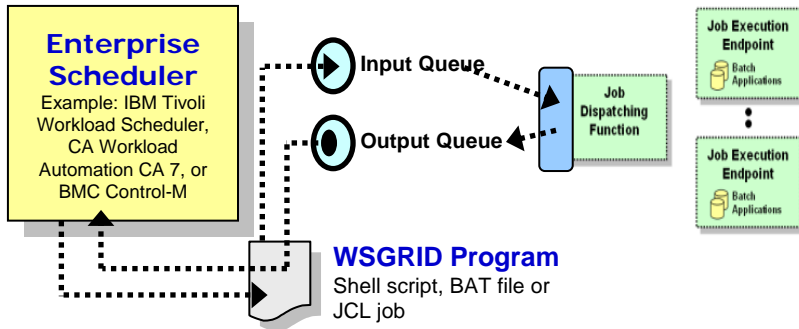 Enterprise
Scheduler
Example: IBM Tivoli
Workload Scheduler,
CA Workload
Automation CA 7, or
BMC Control-M
Input Queue
Output Queue
Job
Dispatching
Function
Job Execution
Endpoint
Batch
Applications
Job Execution
Endpoint
Batch
Applications
WSGRID Program
Shell script, BAT file or
JCL job